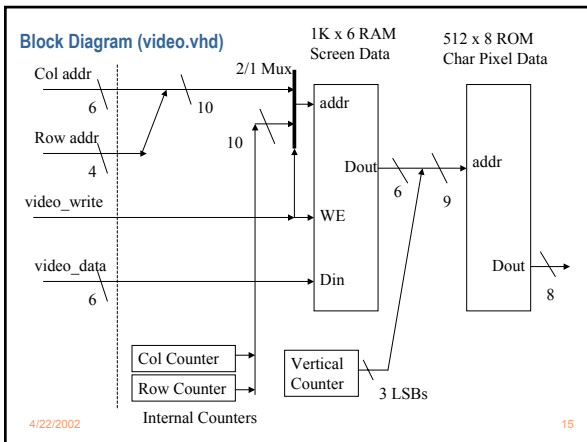 Block Diagram (video.vhd)
1K x 6 RAM
Screen Data
512 x 8 ROM
Char Pixel Data
Col addr
6
10
2/1 Mux
addr
10
Row addr
4
Dout
6
9
addr
video_write
WE
video_data
6
Din
Dout
8
Col Counter
Row Counter
Internal Counters
Vertical
Counter
3 LSBs
4/22/2002
15